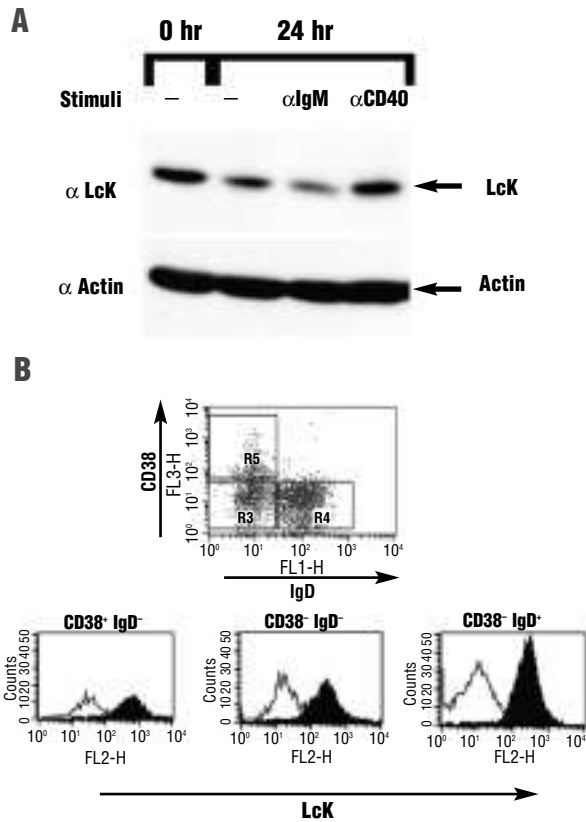 A
0 hr 24 hr
Stimuli – – αIgM αCD40
α LcK LcK
α Actin Actin
B
CD38
FL3-H
10⁴
10³
10²
10¹
10⁰
R5
R3 R4
10⁰ 10¹ 10² 10³ 10⁴
FL1-H
IgD
CD38⁺ IgD⁻ CD38⁻ IgD⁻ CD38⁻ IgD⁺
Counts Counts Counts
50 50 50
40 40 40
30 30 30
20 20 20
10 10 10
0 0 0
10⁰ 10¹ 10² 10³ 10⁴ 10⁰ 10¹ 10² 10³ 10⁴ 10⁰ 10¹ 10² 10³ 10⁴
FL2-H FL2-H FL2-H
LcK